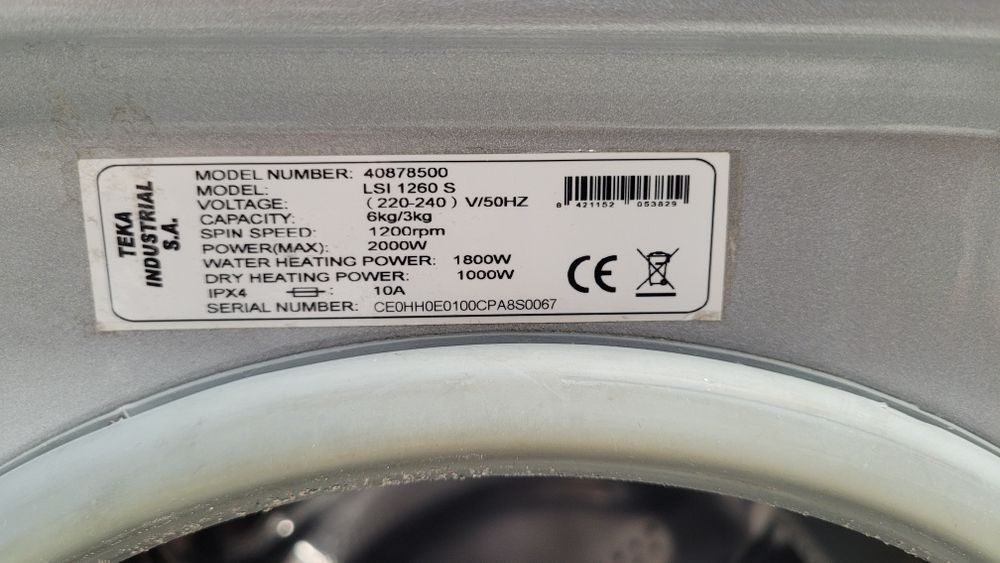 TEKA
INDUSTRIAL
S.A.
MODEL NUMBER: 40878500
MODEL: LSI 1260 S
VOLTAGE: (220-240) V/50HZ
CAPACITY: 6kg/3kg
SPIN SPEED: 1200rpm
POWER(MAX): 2000W
WATER HEATING POWER: 1800W
DRY HEATING POWER: 1000W
IPX4 : 10A
SERIAL NUMBER: CE0HH0E0100CPA8S0067
8 421152 053829
CE